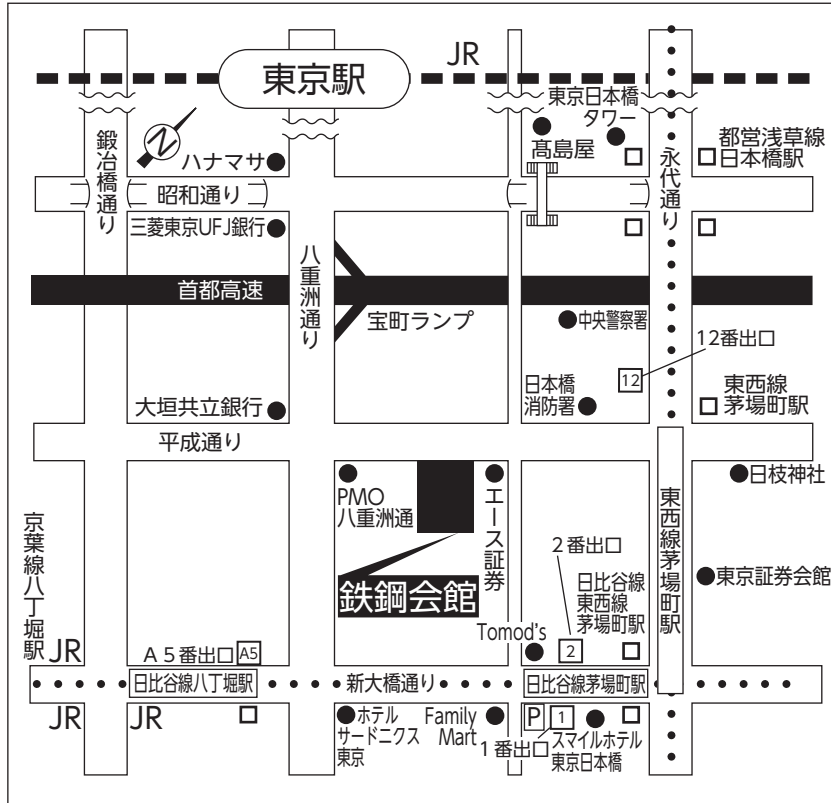 JR
東京駅
東京日本橋
タワー
髙島屋
鍛冶橋通り
N
ハナマサ
永代通り
都営浅草線
日本橋駅
昭和通り
三菱東京UFJ銀行
八重洲通り
首都高速
宝町ランプ
中央警察署
12番出口
12
日本橋
消防署
東西線
茅場町駅
大垣共立銀行
平成通り
PMO
八重洲通
エース証券
日枝神社
東西線茅場町駅
2番出口
日比谷線
東西線
茅場町駅
東京証券会館
鉄鋼会館
京葉線八丁堀駅
Tomod's
2
JR
A5番出口
A5
日比谷線八丁堀駅
新大橋通り
日比谷線茅場町駅
JR
JR
ホテル
サードニクス
東京
Family
Mart
P
1
1番出口
スマイルホテル
東京日本橋